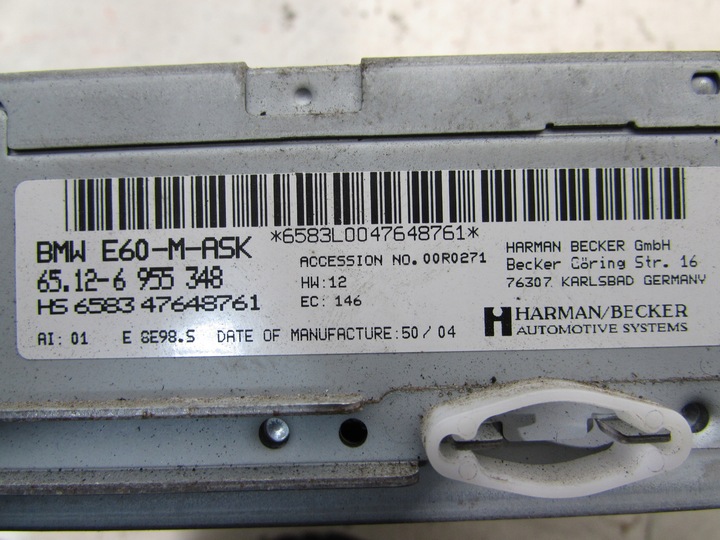 *6583L0047648761*
BMW E60-M-ASK
65.12-6 955 348
HS 6583 47648761
ACCESSION NO. 00R0271
HW: 12
EC: 146
HARMAN BECKER GmbH
Becker Göring Str. 16
76307 KARLSBAD GERMANY
HARMAN/BECKER
AUTOMOTIVE SYSTEMS
AI: 01 E 8E98.S DATE OF MANUFACTURE: 50/04